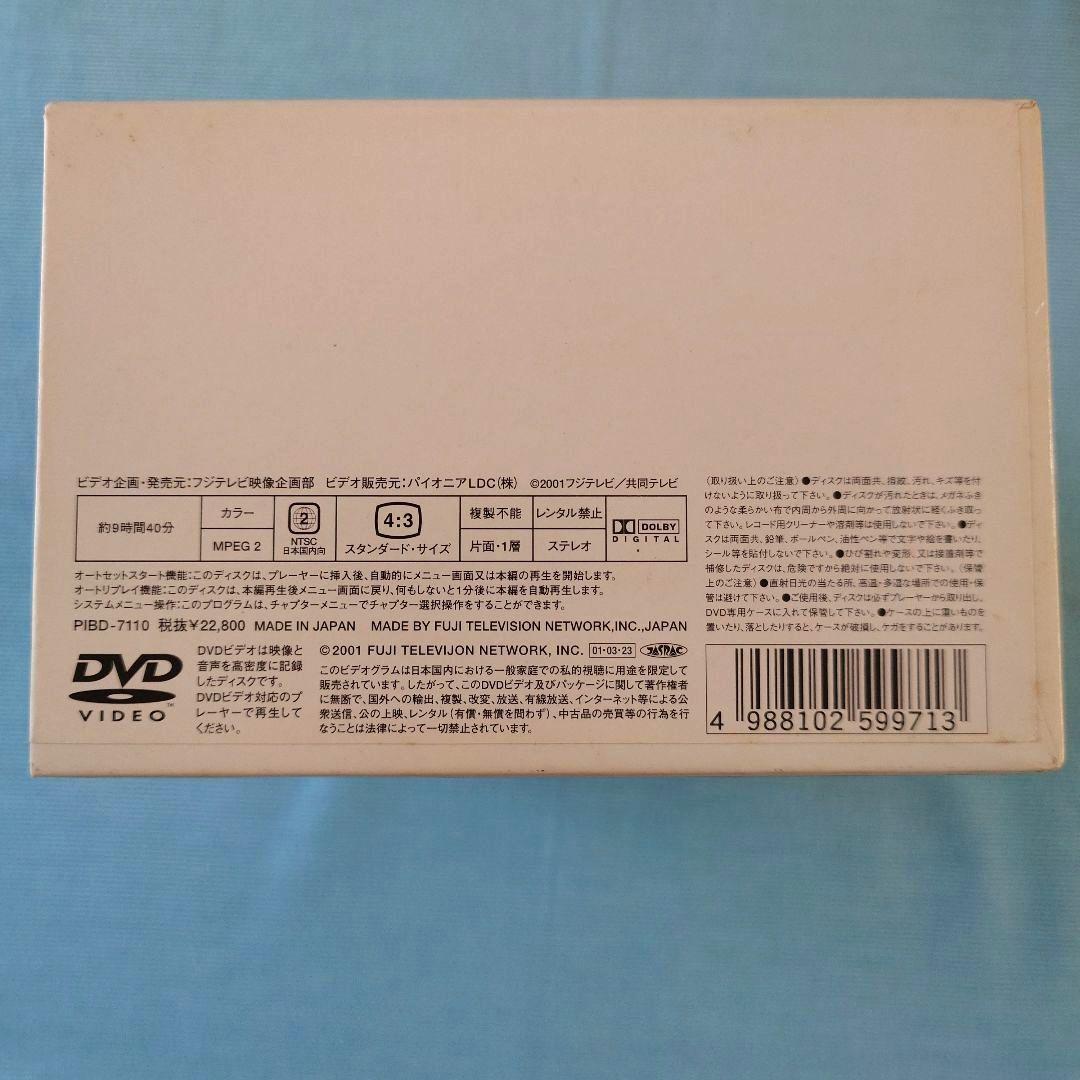 ビデオ企画・発売元:フジテレビ映像企画部 ビデオ販売元:パイオニアLDC(株) ©2001フジテレビ/共同テレビ
約9時間40分
カラー
MPEG 2
2
NTSC
日本国内向
4:3
スタンダード・サイズ
複製不能
レンタル禁止
片面・1層
ステレオ
DOLBY
DIGITAL
オートセットスタート機能:このディスクは、プレーヤーに挿入後、自動的にメニュー画面又は本編の再生を開始します。
オートリプレイ機能:このディスクは、本編再生後メニュー画面に戻り、何もしないと1分後に本編を自動再生します。
システムメニュー操作:このプログラムは、チャプターメニューでチャプター選択操作をすることができます。
PIBD-7110 税抜¥22,800 MADE IN JAPAN MADE BY FUJI TELEVISION NETWORK,INC.,JAPAN
DVD
VIDEO
TM
DVDビデオは映像と
音声を高密度に記録
したディスクです。
DVDビデオ対応のプ
レーヤーで再生して
ください。
©2001 FUJI TELEVIJON NETWORK, INC. 01・03・23 JASRAC
このビデオグラムは日本国内における一般家庭での私的視聴に用途を限定して
販売されています。したがって、このDVDビデオ及びパッケージに関して著作権者
に無断で、国外への輸出、複製、改変、放送、有線放送、インターネット等による公
衆送信、公の上映、レンタル(有償・無償を問わず)、中古品の売買等の行為を行
なうことは法律によって一切禁止されています。
(取り扱い上のご注意)●ディスクは両面共、指紋、汚れ、キズ等を付
けないように取り扱って下さい。●ディスクが汚れたときは、メガネふき
のような柔らかい布で内周から外周に向かって放射状に軽くふき取っ
て下さい。レコード用クリーナーや溶剤等は使用しないで下さい。●ディ
スクは両面共、鉛筆、ボールペン、油性ペン等で文字や絵を書いたり、
シール等を貼付しないで下さい。●ひび割れや変形、又は接着剤等で
補修したディスクは、危険ですから絶対に使用しないで下さい。(保管
上のご注意)●直射日光の当たる所、高温・多湿な場所での使用・保
管は避けて下さい。●ご使用後、ディスクは必ずプレーヤーから取り出し、
DVD専用ケースに入れて保管して下さい。●ケースの上に重いものを
置いたり、落としたりすると、ケースが破損し、ケガをすることがあります。
4 988102 599713